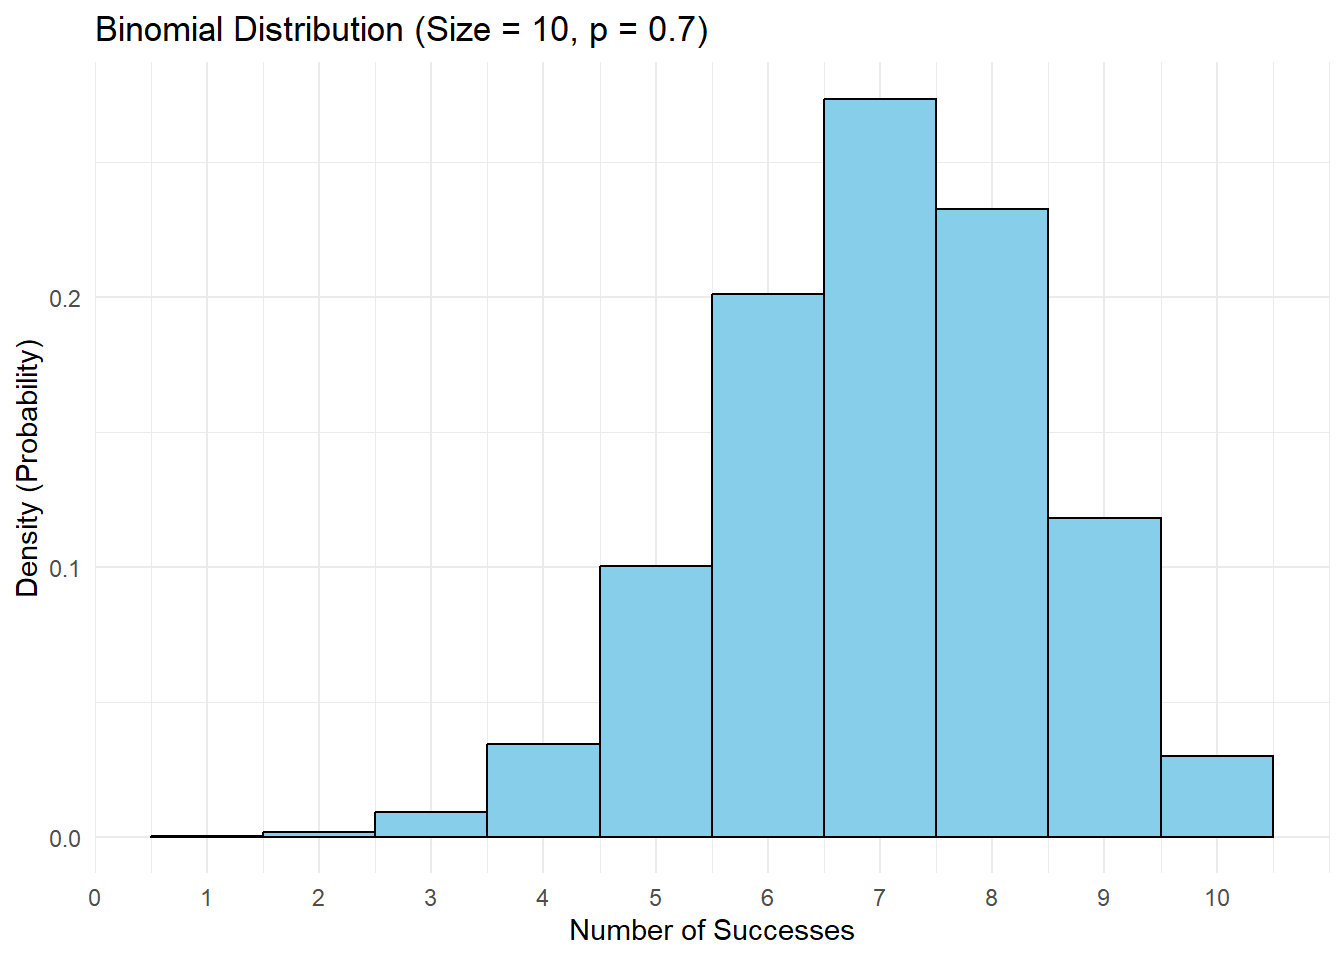 Binomial Distribution (Size = 10, p = 0.7)
Density (Probability)
0.2
0.1
0.0
0 1 2 3 4 5 6 7 8 9 10
Number of Successes